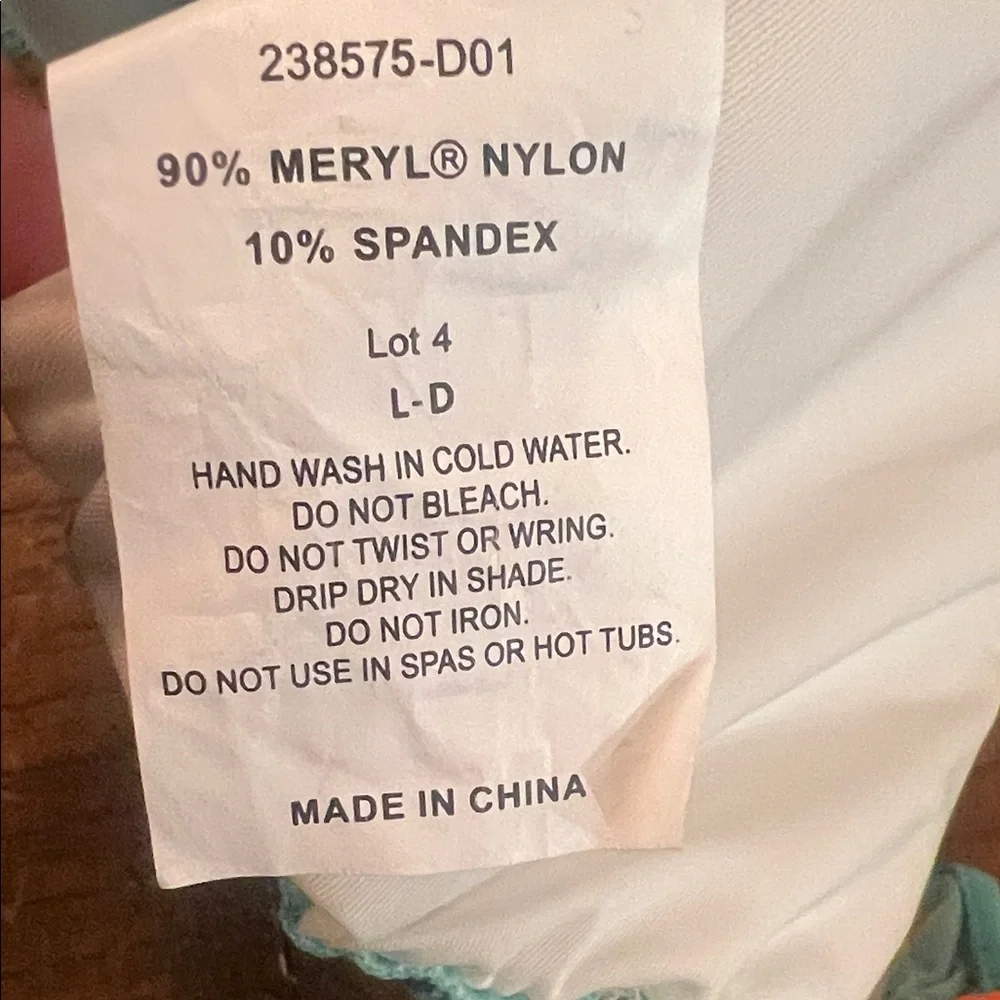 238575-D01
90% MERYL® NYLON
10% SPANDEX
Lot 4
L-D
HAND WASH IN COLD WATER.
DO NOT BLEACH.
DO NOT TWIST OR WRING.
DRIP DRY IN SHADE.
DO NOT IRON.
DO NOT USE IN SPAS OR HOT TUBS.
MADE IN CHINA